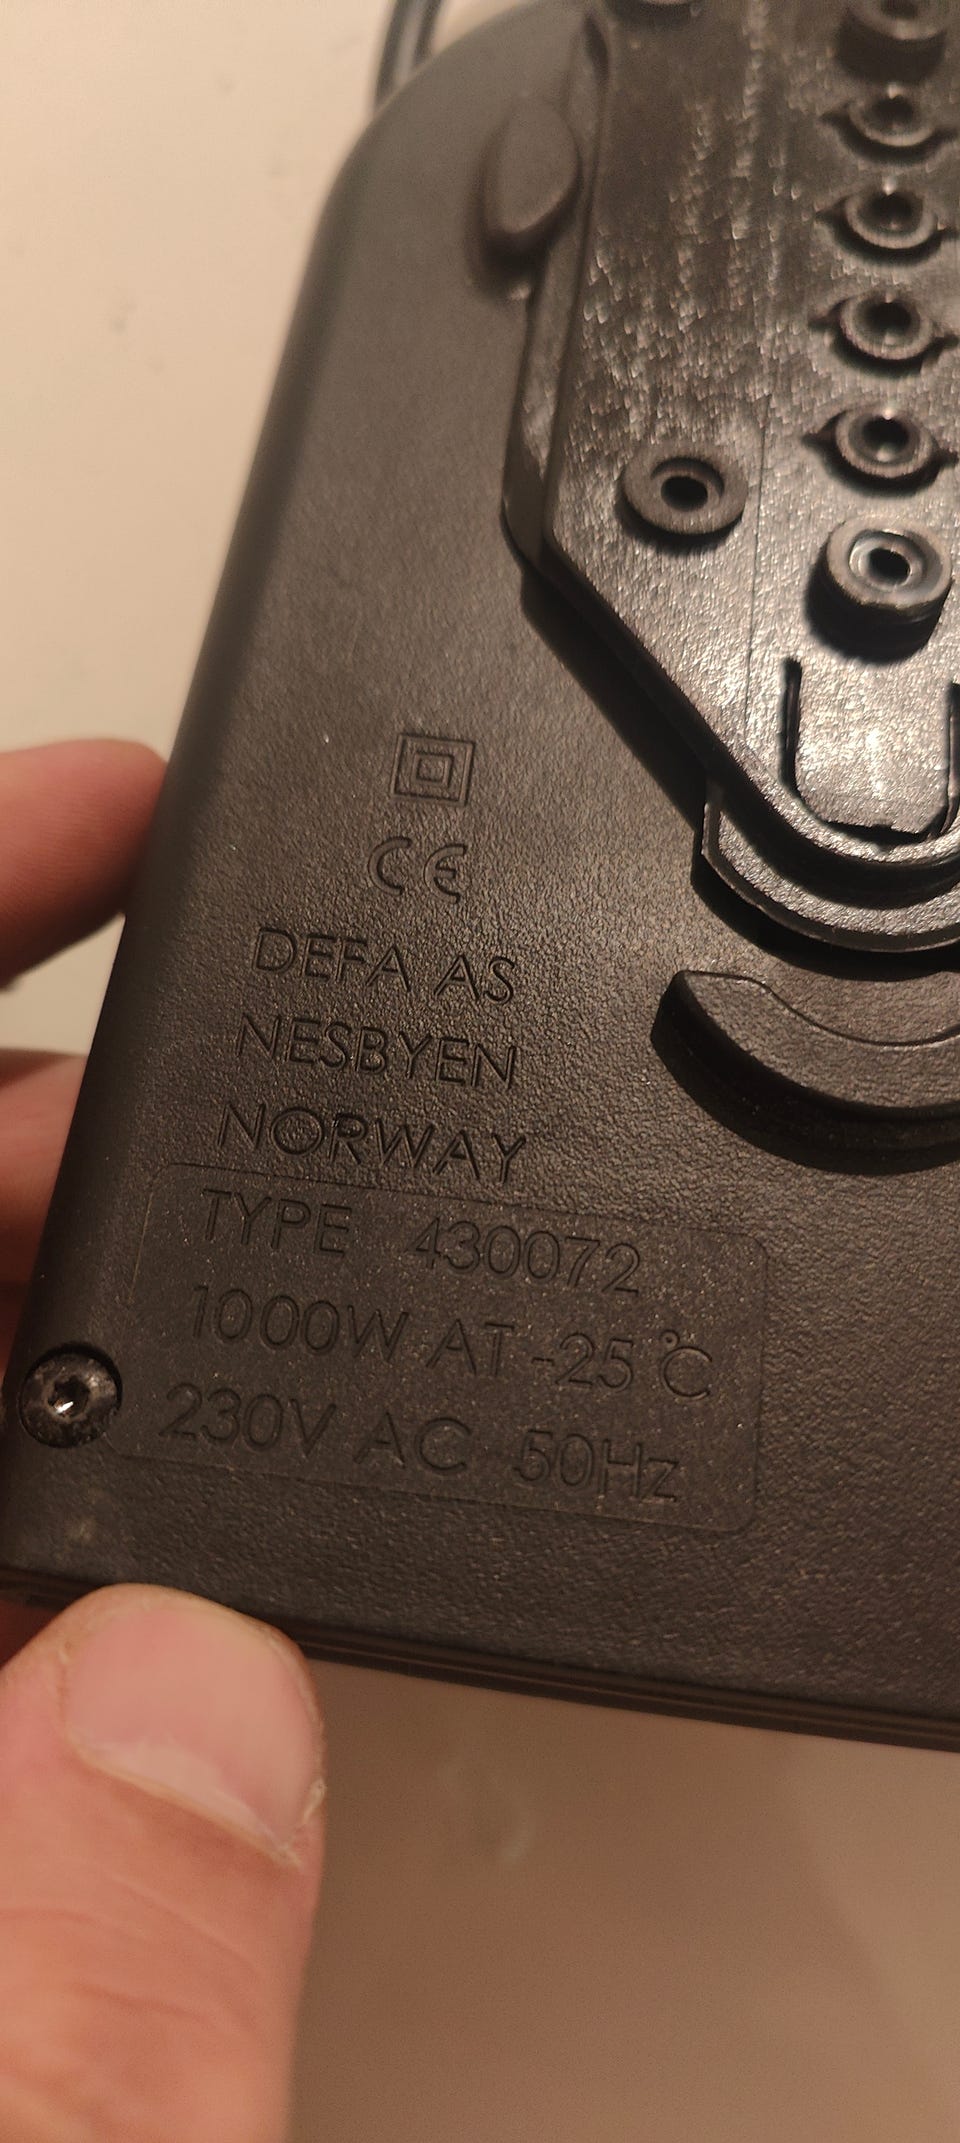 CE
DEFA AS
NESBYEN
NORWAY
TYPE 430072
1000W AT -25°C
230V AC 50Hz